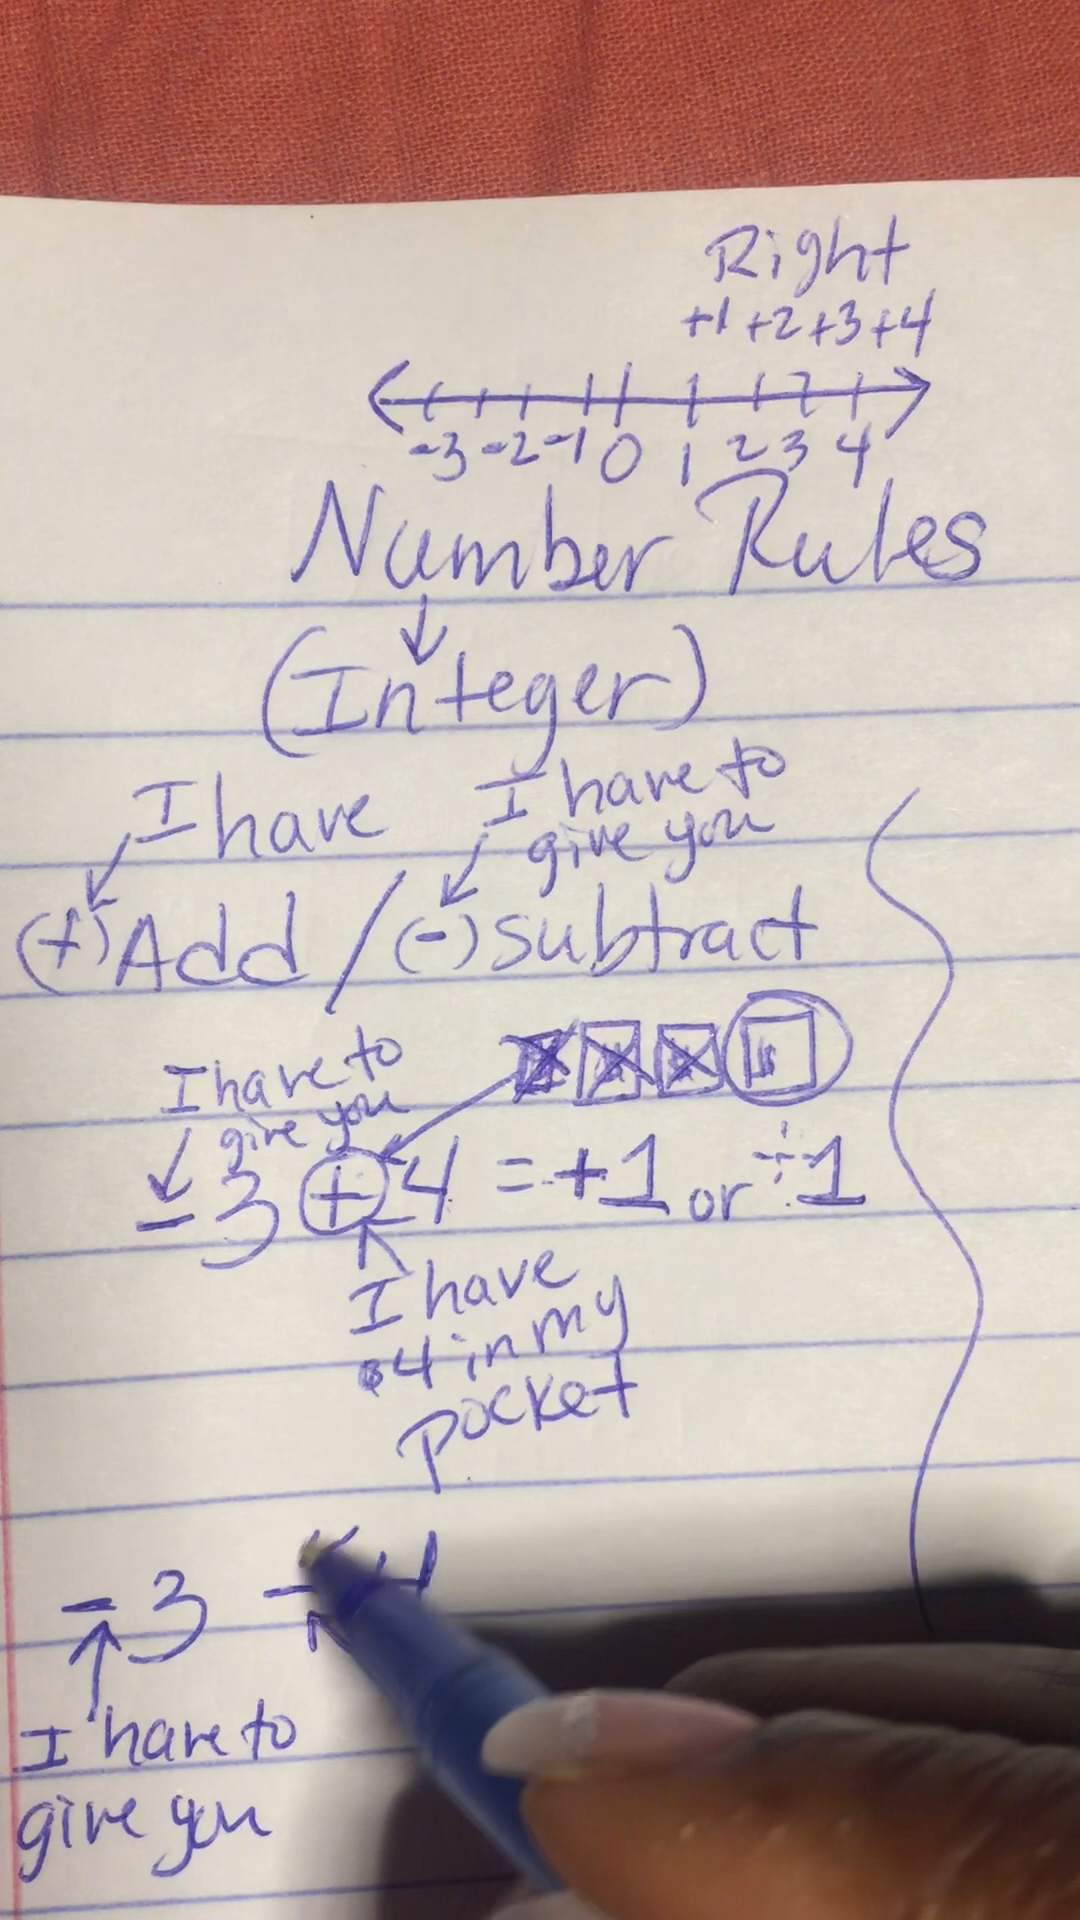 Right
+1 +2 +3 +4
-3 -2 -1 0 1 2 3 4
Number Rules
(Integer)
I have I have to
give you
(+) Add / (-) subtract
I have to
give you
-3 + 4 = +1 or +1
I have
$4 in my
pocket
-3 - 4
I have to
give you